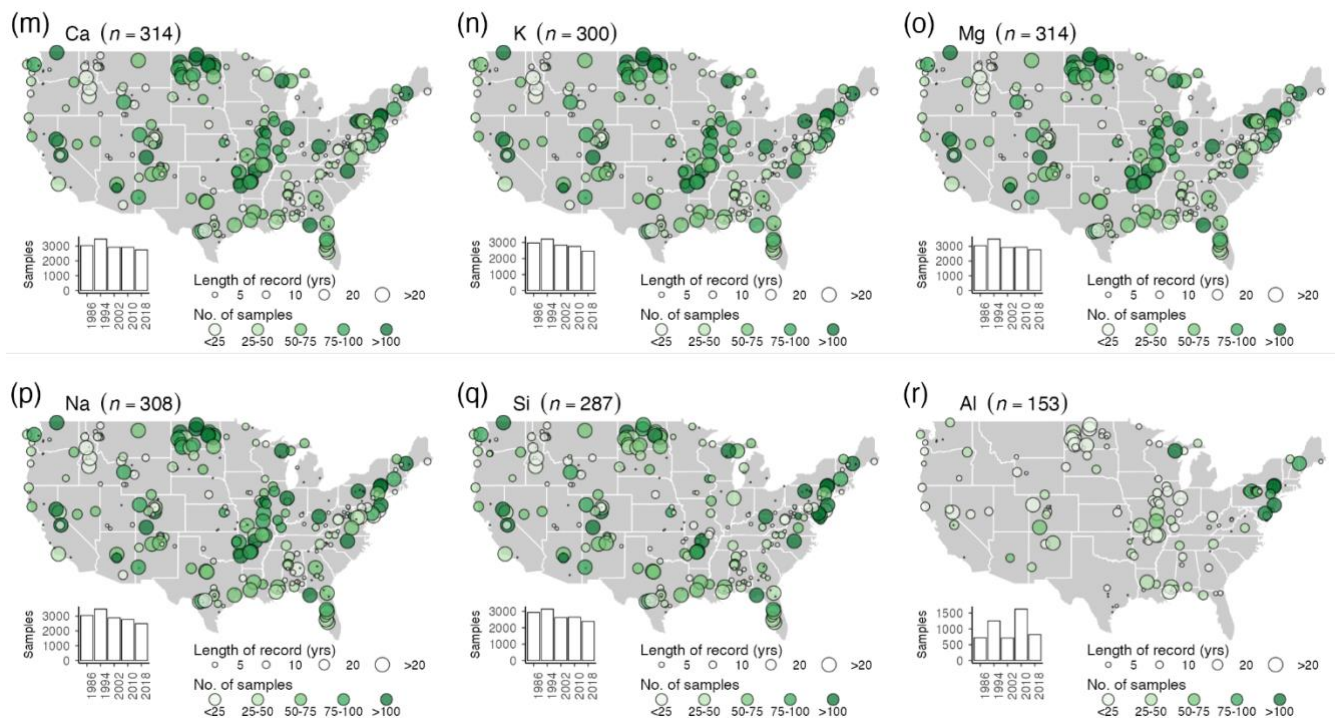 (m) Ca (n = 314)
(n) K (n = 300)
(o) Mg (n = 314)
Samples
3000
2000
1000
0
1986
1994
2002
2010
2018
Length of record (yrs)
5 10 20 >20
No. of samples
<25 25-50 50-75 75-100 >100
Samples
3000
2000
1000
0
1986
1994
2002
2010
2018
Length of record (yrs)
5 10 20 >20
No. of samples
<25 25-50 50-75 75-100 >100
Samples
3000
2000
1000
0
1986
1994
2002
2010
2018
Length of record (yrs)
5 10 20 >20
No. of samples
<25 25-50 50-75 75-100 >100
(p) Na (n = 308)
(q) Si (n = 287)
(r) Al (n = 153)
Samples
3000
2000
1000
0
1986
1994
2002
2010
2018
Length of record (yrs)
5 10 20 >20
No. of samples
<25 25-50 50-75 75-100 >100
Samples
3000
2000
1000
0
1986
1994
2002
2010
2018
Length of record (yrs)
5 10 20 >20
No. of samples
<25 25-50 50-75 75-100 >100
Samples
1500
1000
500
0
1986
1994
2002
2010
2018
Length of record (yrs)
5 10 20 >20
No. of samples
<25 25-50 50-75 75-100 >100